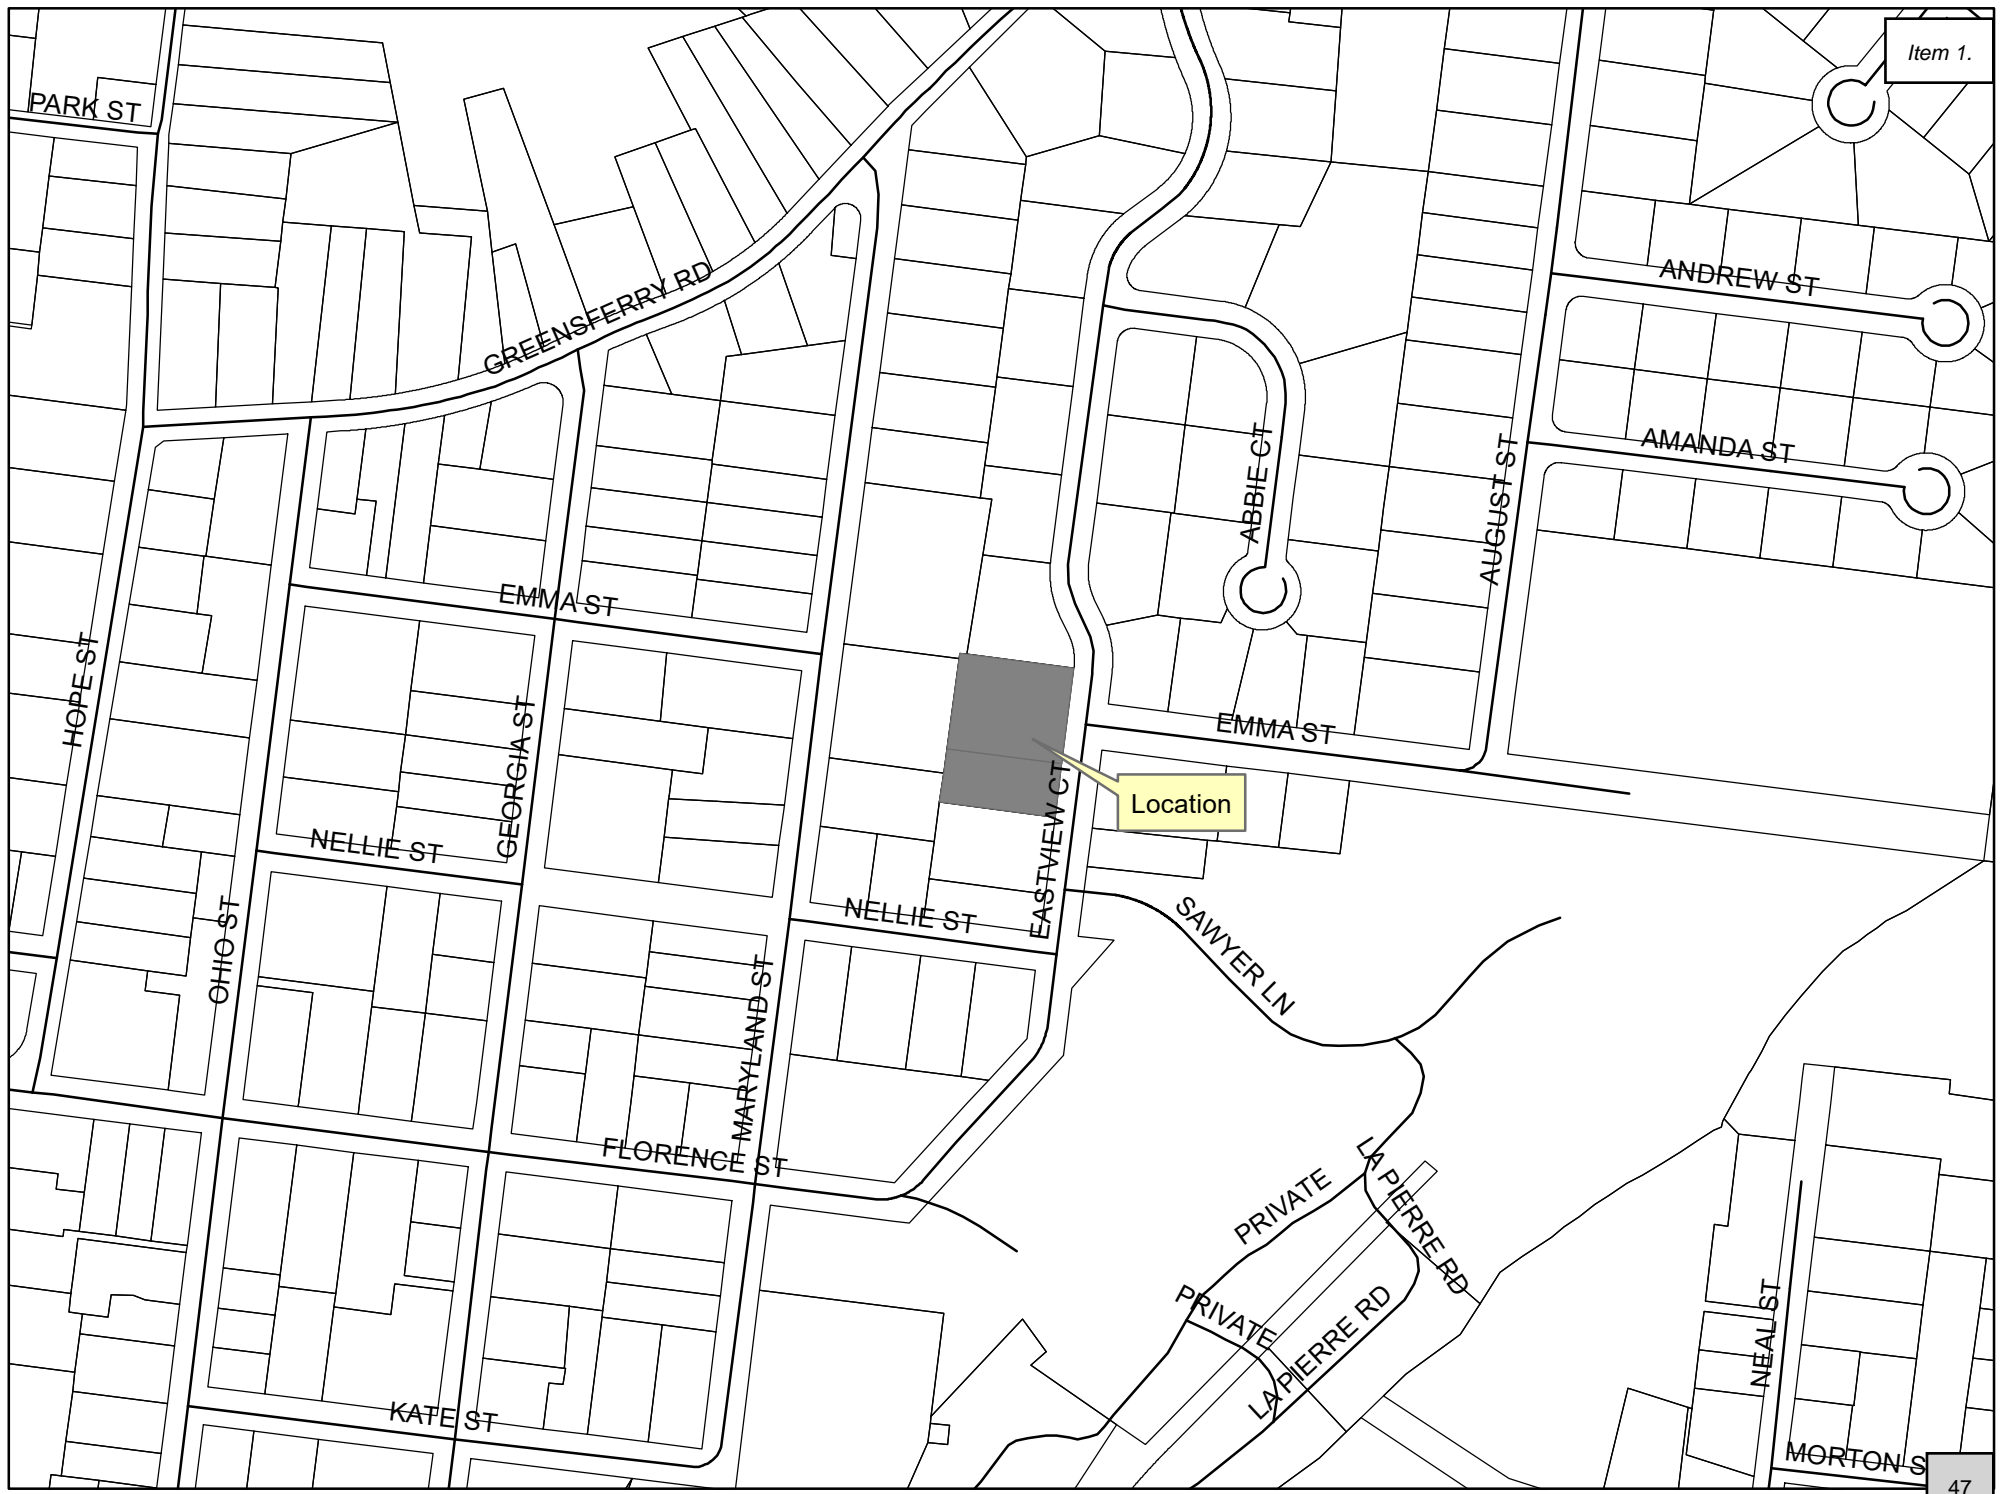 Item 1.
PARK ST
GREENSFERRY RD
ANDREW ST
AMANDA ST
ABBIE CT
AUGUST ST
EMMA ST
HOPE ST
GEORGIA ST
EMMA ST
EASTVIEW CT
Location
NELLIE ST
NELLIE ST
OHIO ST
SAWYER LN
MARYLAND ST
FLORENCE ST
PRIVATE
LA PIERRE RD
PRIVATE
LA PIERRE RD
NEAL ST
KATE ST
MORTON S
47